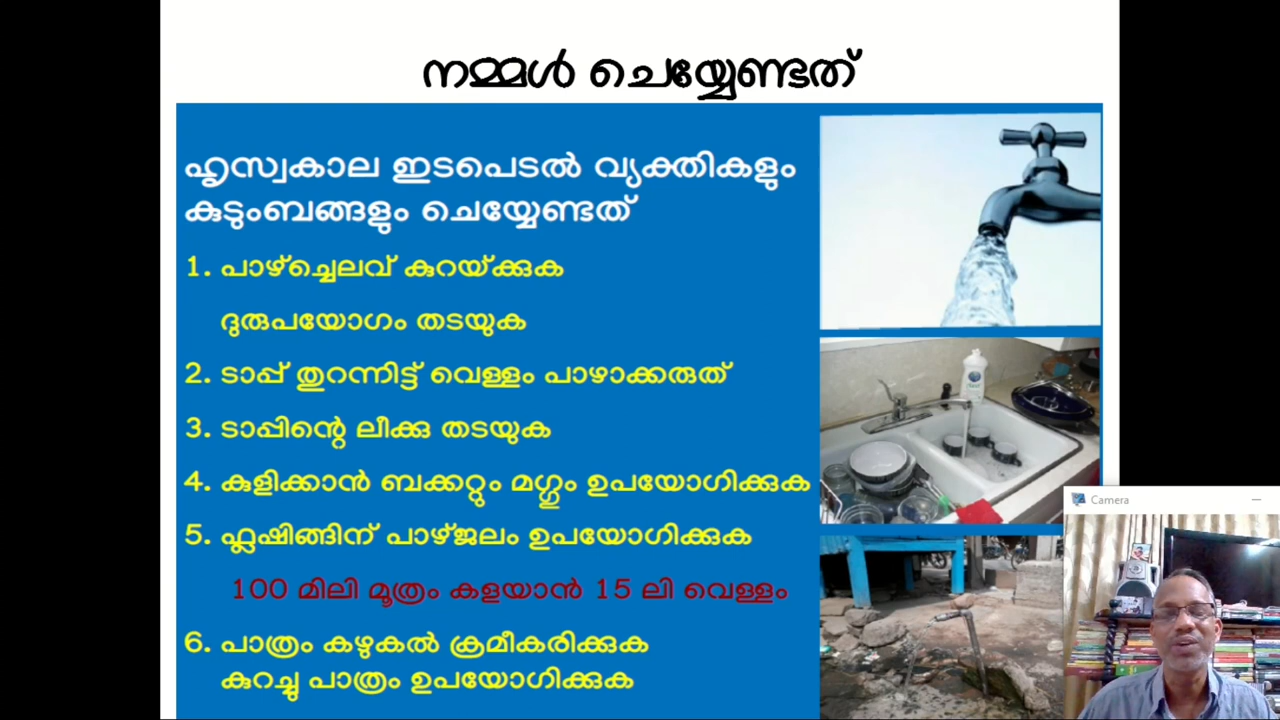 നമ്മൾ ചെയ്യേണ്ടത്
ഹൃസ്വകാല ഇടപെടൽ വ്യക്തികളും
കുടുംബങ്ങളും ചെയ്യേണ്ടത്
1. പാഴ്ച്ചെലവ് കുറയ്ക്കുക
ദുരുപയോഗം തടയുക
2. ടാപ്പ് തുറന്നിട്ട് വെള്ളം പാഴാക്കരുത്
3. ടാപ്പിന്റെ ലീക്കു തടയുക
4. കുളിക്കാൻ ബക്കറ്റും മഗ്ഗും ഉപയോഗിക്കുക
5. ഫ്ലഷിങ്ങിന് പാഴ്ജലം ഉപയോഗിക്കുക
100 മിലി മൂത്രം കളയാൻ 15 ലി വെള്ളം
6. പാത്രം കഴുകൽ ക്രമീകരിക്കുക
കുറച്ചു പാത്രം ഉപയോഗിക്കുക
Camera